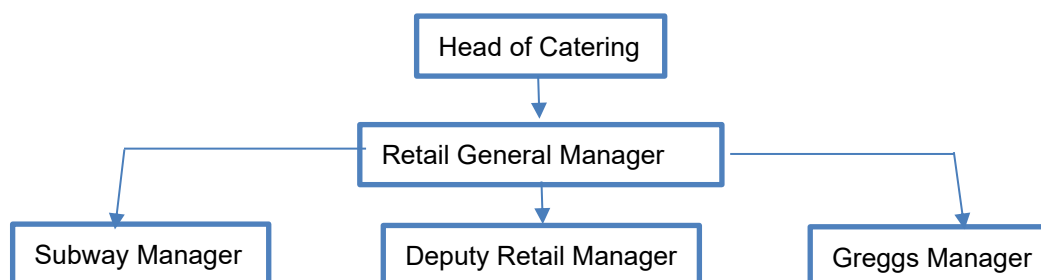 Head of Catering
Retail General Manager
Subway Manager
Deputy Retail Manager
Greggs Manager